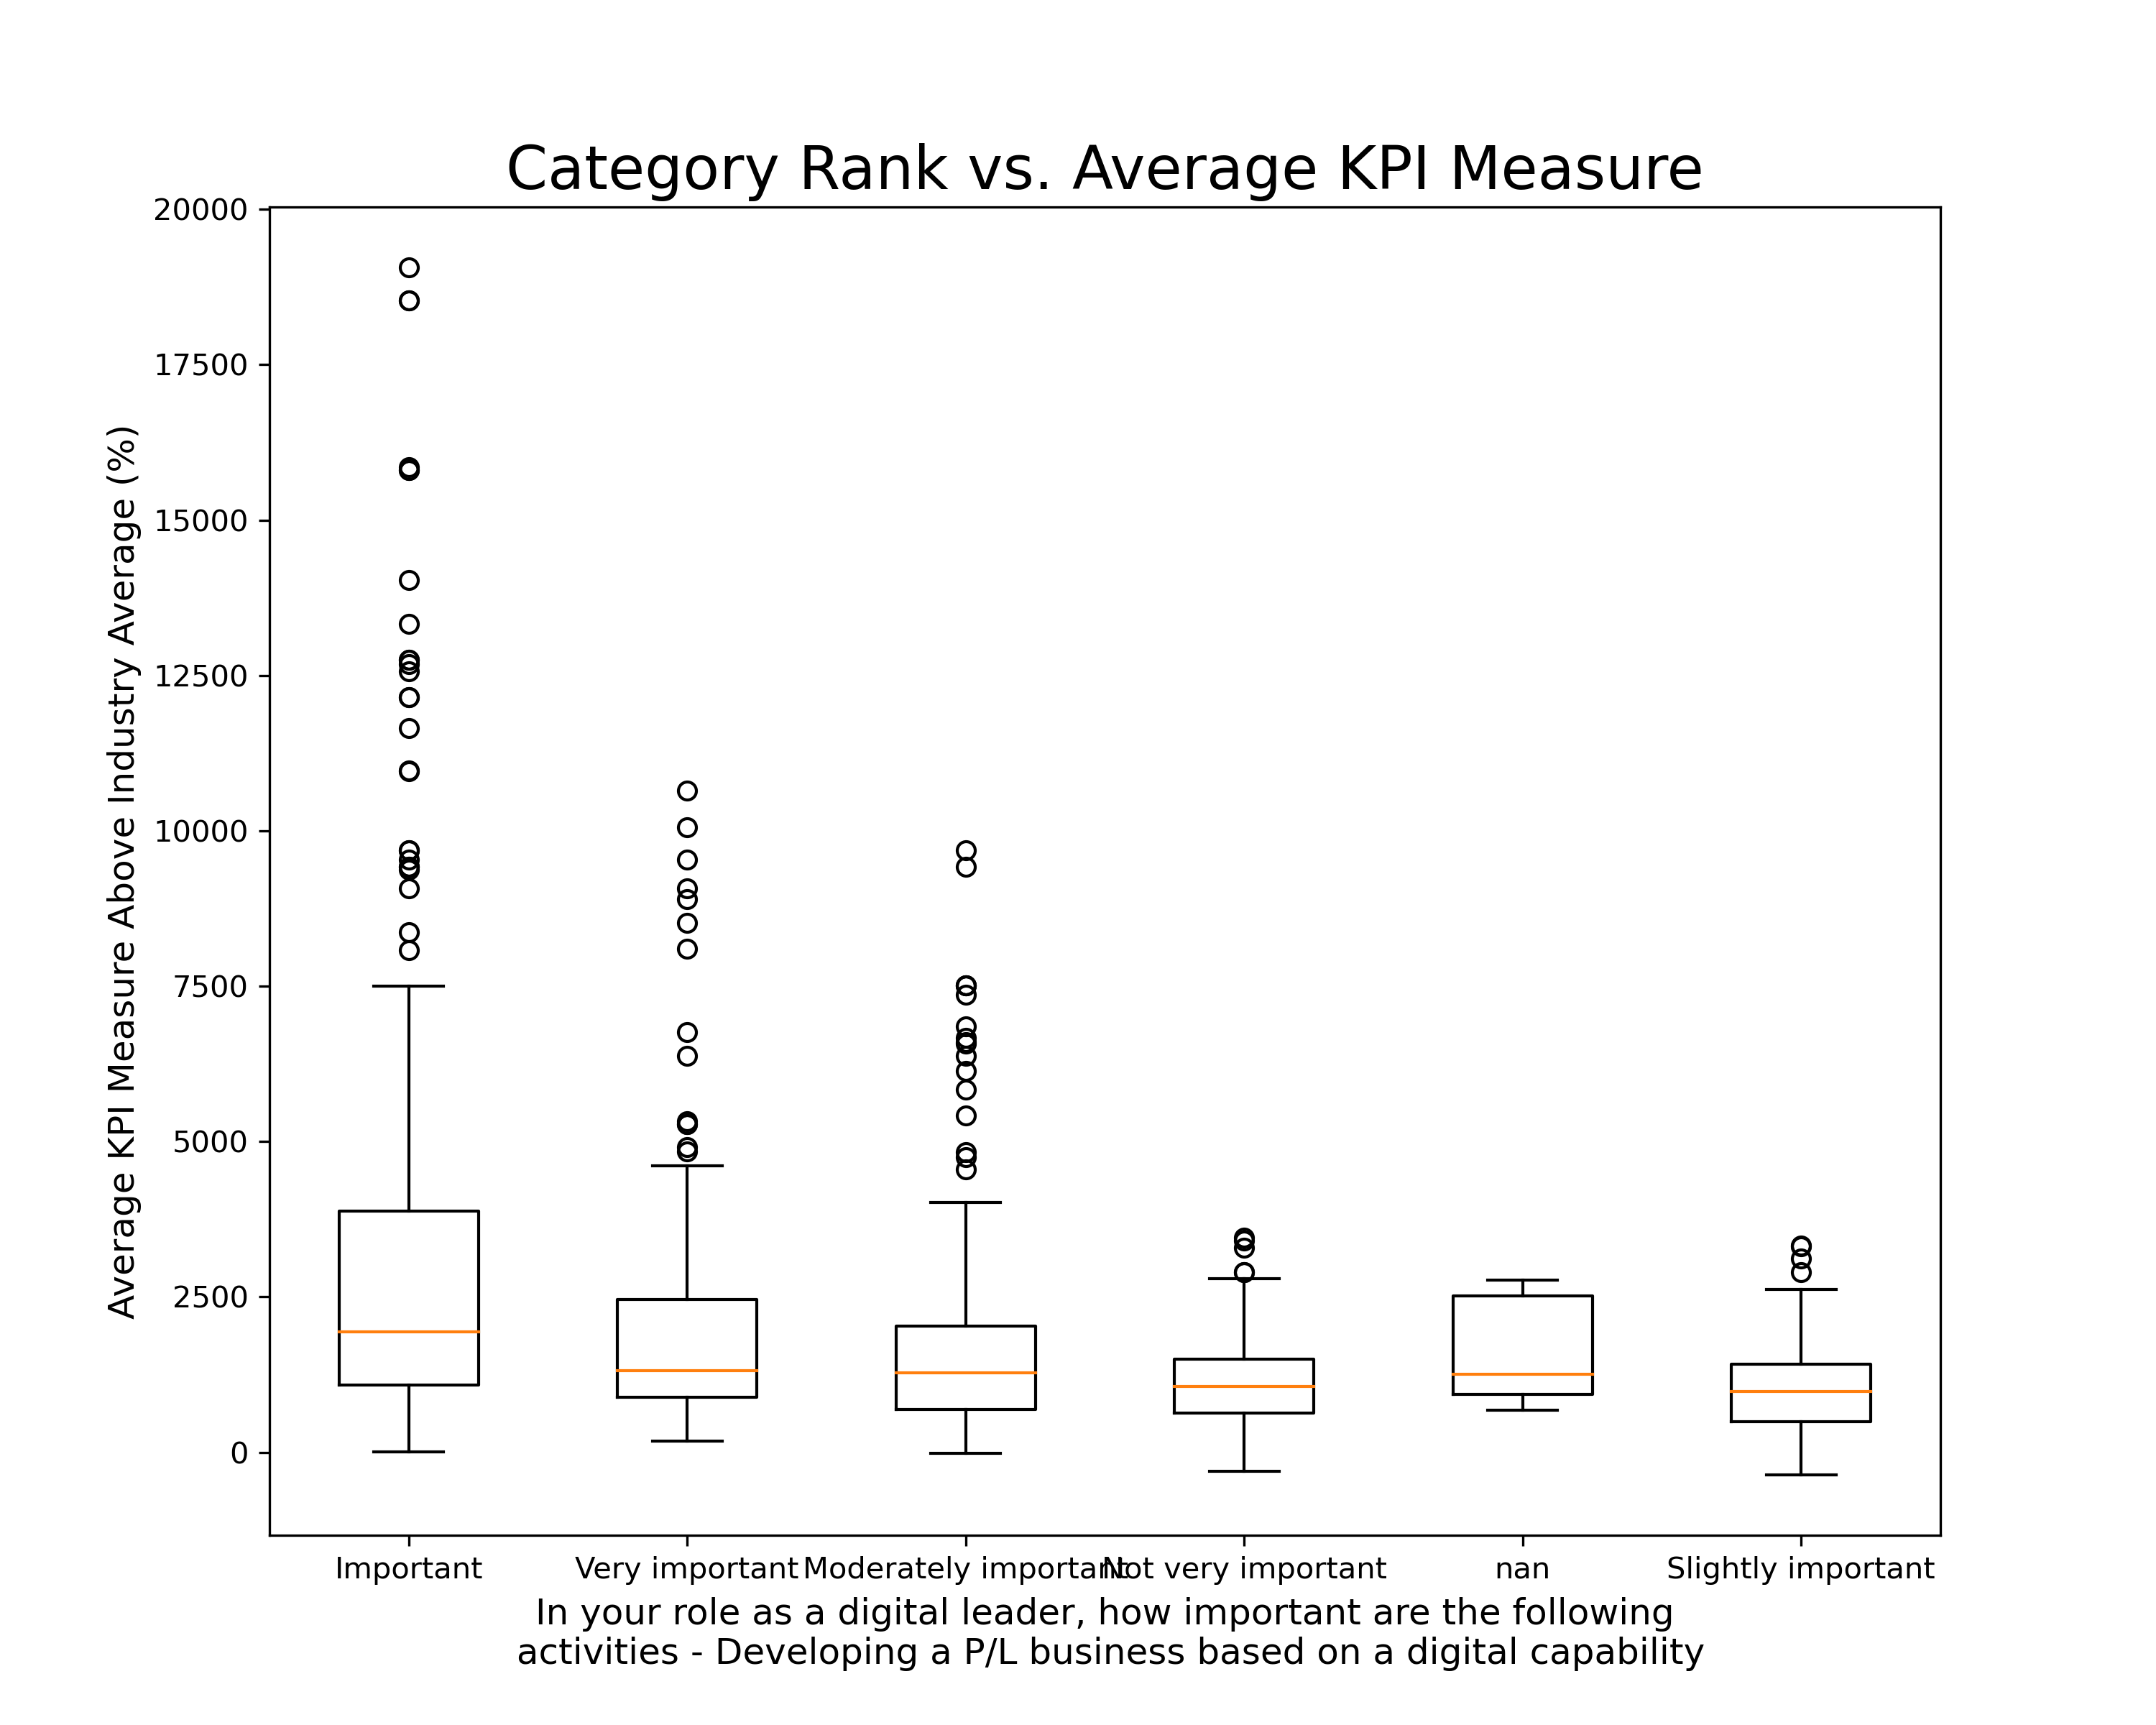 Category Rank vs. Average KPI Measure
Average KPI Measure Above Industry Average (%)
20000
17500
15000
12500
10000
7500
5000
2500
0
Important
Very important
Moderately important
Not very important
nan
Slightly important
In your role as a digital leader, how important are the following
activities - Developing a P/L business based on a digital capability